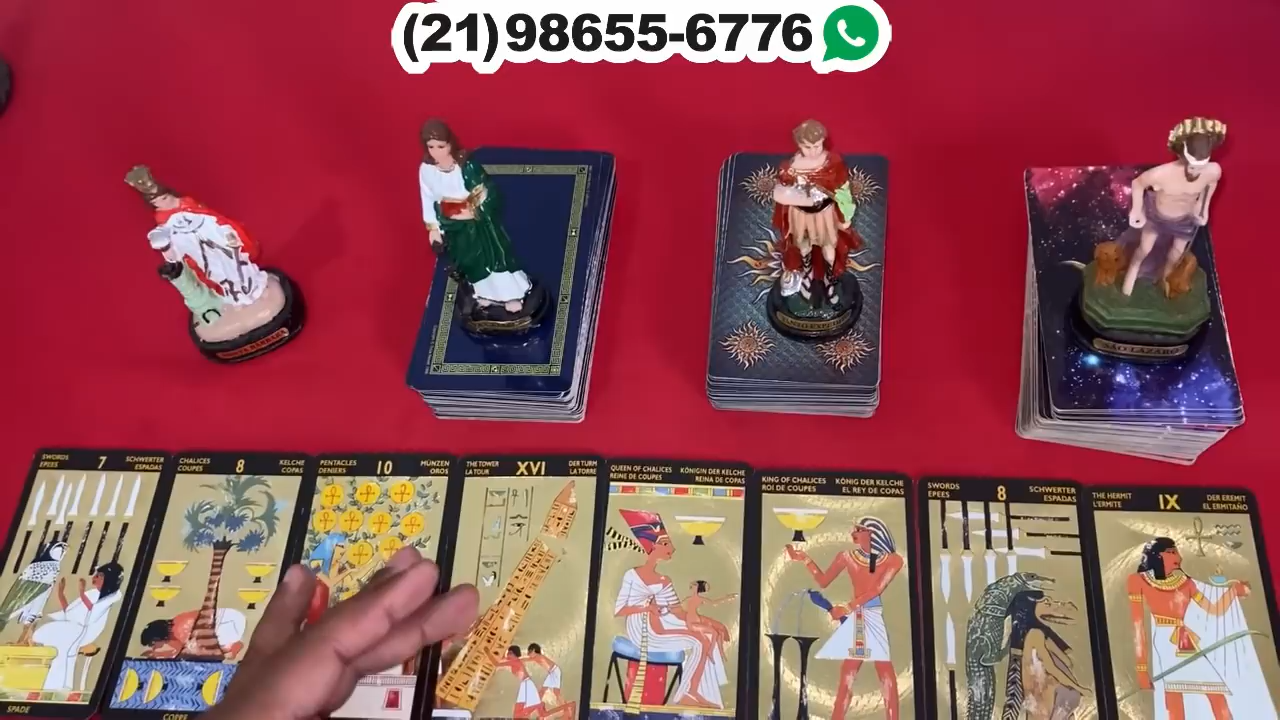 (21)98655-6776
SANTA BARBARA
SÃO LAZARO
SWORDS
EPEES
7
SCHWERTER
ESPADAS
SPADE
CHALICES
COUPES
8
KELCHE
COPAS
COPPE
PENTACLES
DENIERS
10
MÜNZEN
OROS
THE TOWER
LA TOUR
XVI
DER TURM
LA TORRE
QUEEN OF CHALICES
REINE DE COUPES
KÖNIGIN DER KELCHE
REINA DE COPAS
KING OF CHALICES
ROI DE COUPES
KÖNIG DER KELCHE
EL REY DE COPAS
SWORDS
EPEES
8
SCHWERTER
ESPADAS
THE HERMIT
L'ERMITE
IX
DER EREMIT
EL ERMITAÑO